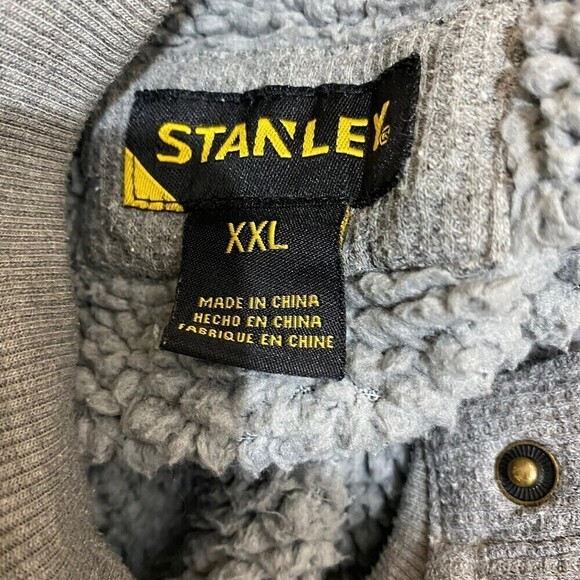 STANLEY®
XXL
MADE IN CHINA
HECHO EN CHINA
FABRIQUE EN CHINE